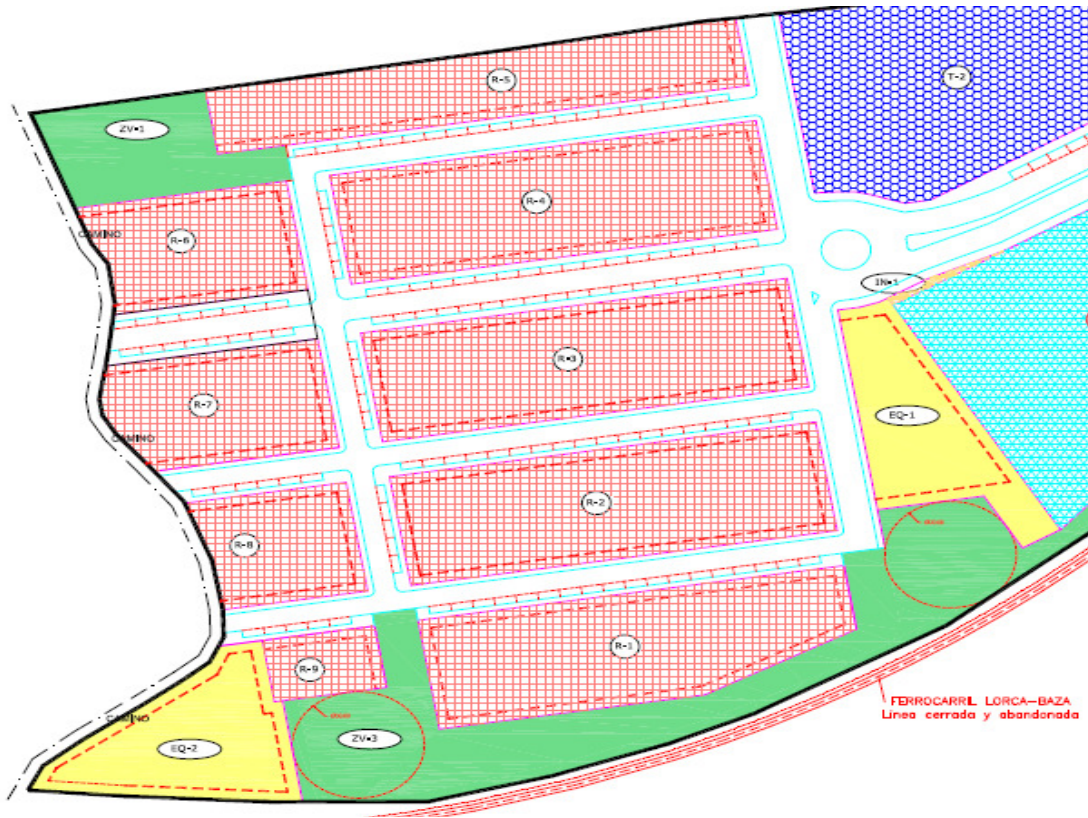 R-5
T-2
ZV-1
R-4
CAMINO
R-6
IN-1
R-3
R-7
EQ-1
CAMINO
R-2
R-8
R-1
R-9
FERROCARRIL LORCA-BAZA
Linea cerrada y abandonada
CAMINO
ZV-3
EQ-2